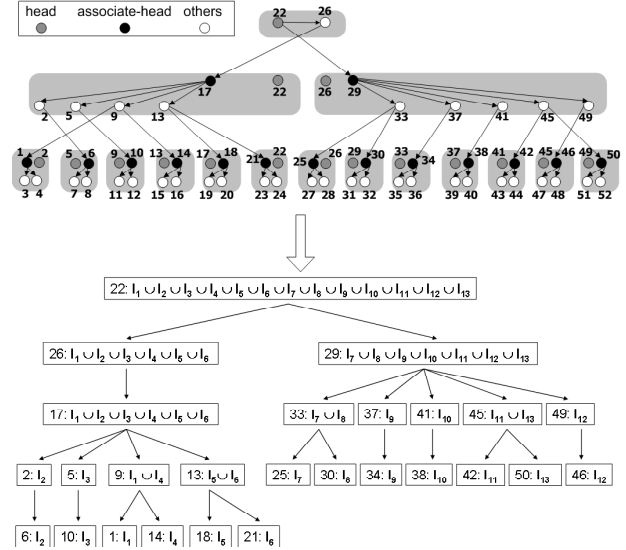 head associate-head others
22 26
17 22 26 29
2 5 9 13 33 37 41 45 49
1 2 5 6 9 10 13 14 17 18 21 22 25 26 29 30 33 34 37 38 41 42 45 46 49 50
3 4 7 8 11 12 15 16 19 20 23 24 27 28 31 32 35 36 39 40 43 44 47 48 51 52
22: I₁ ∪ I₂ ∪ I₃ ∪ I₄ ∪ I₅ ∪ I₆ ∪ I₇ ∪ I₈ ∪ I₉ ∪ I₁₀ ∪ I₁₁ ∪ I₁₂ ∪ I₁₃
26: I₁ ∪ I₂ ∪ I₃ ∪ I₄ ∪ I₅ ∪ I₆ 29: I₇ ∪ I₈ ∪ I₉ ∪ I₁₀ ∪ I₁₁ ∪ I₁₂ ∪ I₁₃
17: I₁ ∪ I₂ ∪ I₃ ∪ I₄ ∪ I₅ ∪ I₆ 33: I₇ ∪ I₈ 37: I₉ 41: I₁₀ 45: I₁₁ ∪ I₁₃ 49: I₁₂
2: I₂ 5: I₃ 9: I₁ ∪ I₄ 13: I₅ ∪ I₆ 25: I₇ 30: I₈ 34: I₉ 38: I₁₀ 42: I₁₁ 50: I₁₃ 46: I₁₂
6: I₂ 10: I₃ 1: I₁ 14: I₄ 18: I₅ 21: I₆